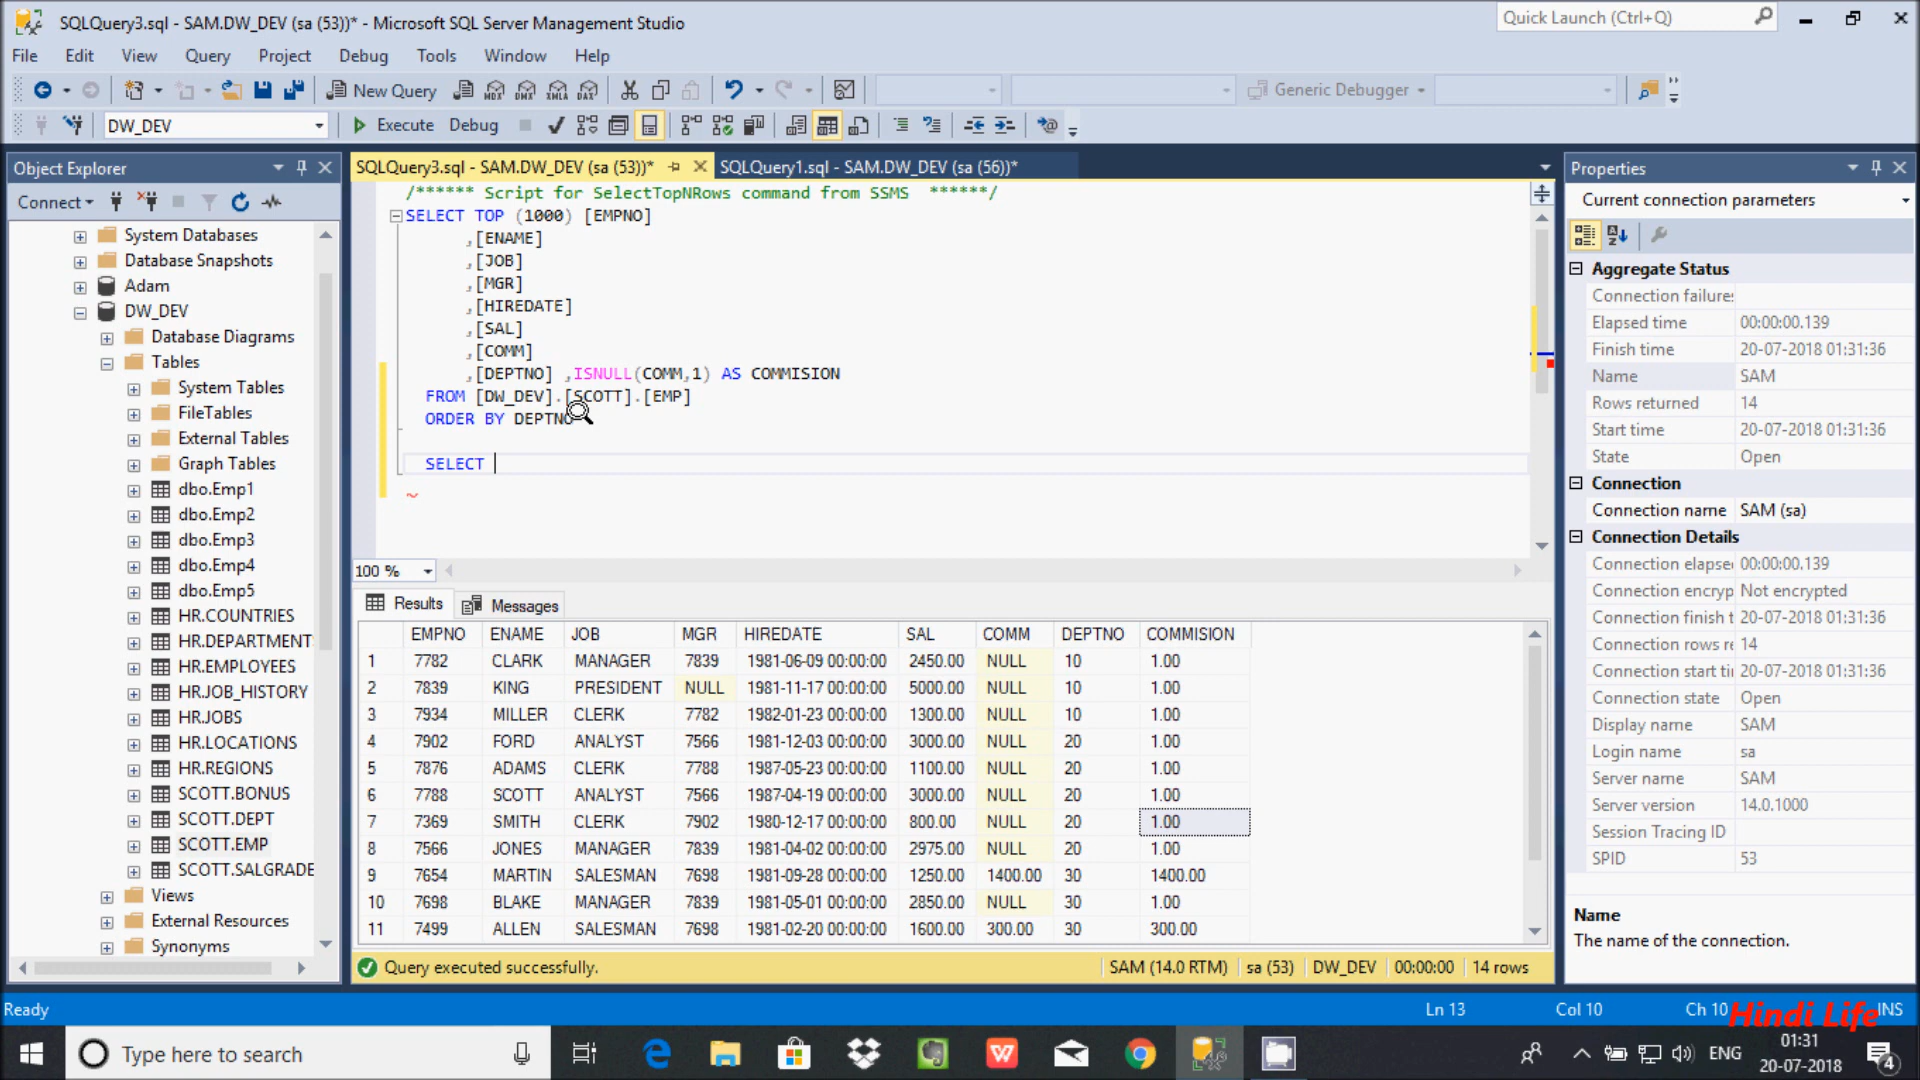 SQLQuery3.sql - SAM.DW_DEV (sa (53))* - Microsoft SQL Server Management Studio
Quick Launch (Ctrl+Q)
File Edit View Query Project Debug Tools Window Help
New Query
MDX DMX XMLA DAX
Generic Debugger
DW_DEV
Execute Debug
Object Explorer
Connect
System Databases
Database Snapshots
Adam
DW_DEV
Database Diagrams
Tables
System Tables
FileTables
External Tables
Graph Tables
dbo.Emp1
dbo.Emp2
dbo.Emp3
dbo.Emp4
dbo.Emp5
HR.COUNTRIES
HR.DEPARTMENT
HR.EMPLOYEES
HR.JOB_HISTORY
HR.JOBS
HR.LOCATIONS
HR.REGIONS
SCOTT.BONUS
SCOTT.DEPT
SCOTT.EMP
SCOTT.SALGRADE
Views
External Resources
Synonyms
SQLQuery3.sql - SAM.DW_DEV (sa (53))* SQLQuery1.sql - SAM.DW_DEV (sa (56))*
/****** Script for SelectTopNRows command from SSMS ******/
SELECT TOP (1000) [EMPNO]
,[ENAME]
,[JOB]
,[MGR]
,[HIREDATE]
,[SAL]
,[COMM]
,[DEPTNO] ,ISNULL(COMM,1) AS COMMISION
FROM [DW_DEV].[SCOTT].[EMP]
ORDER BY DEPTNO
SELECT
100 %
Results Messages
EMPNO ENAME JOB MGR HIREDATE SAL COMM DEPTNO COMMISION
1 7782 CLARK MANAGER 7839 1981-06-09 00:00:00 2450.00 NULL 10 1.00
2 7839 KING PRESIDENT NULL 1981-11-17 00:00:00 5000.00 NULL 10 1.00
3 7934 MILLER CLERK 7782 1982-01-23 00:00:00 1300.00 NULL 10 1.00
4 7902 FORD ANALYST 7566 1981-12-03 00:00:00 3000.00 NULL 20 1.00
5 7876 ADAMS CLERK 7788 1987-05-23 00:00:00 1100.00 NULL 20 1.00
6 7788 SCOTT ANALYST 7566 1987-04-19 00:00:00 3000.00 NULL 20 1.00
7 7369 SMITH CLERK 7902 1980-12-17 00:00:00 800.00 NULL 20 1.00
8 7566 JONES MANAGER 7839 1981-04-02 00:00:00 2975.00 NULL 20 1.00
9 7654 MARTIN SALESMAN 7698 1981-09-28 00:00:00 1250.00 1400.00 30 1400.00
10 7698 BLAKE MANAGER 7839 1981-05-01 00:00:00 2850.00 NULL 30 1.00
11 7499 ALLEN SALESMAN 7698 1981-02-20 00:00:00 1600.00 300.00 30 300.00
Query executed successfully. SAM (14.0 RTM) sa (53) DW_DEV 00:00:00 14 rows
Properties
Current connection parameters
Aggregate Status
Connection failure
Elapsed time 00:00:00.139
Finish time 20-07-2018 01:31:36
Name SAM
Rows returned 14
Start time 20-07-2018 01:31:36
State Open
Connection
Connection name SAM (sa)
Connection Details
Connection elapse 00:00:00.139
Connection encryp Not encrypted
Connection finish t 20-07-2018 01:31:36
Connection rows re 14
Connection start ti 20-07-2018 01:31:36
Connection state Open
Display name SAM
Login name sa
Server name SAM
Server version 14.0.1000
Session Tracing ID
SPID 53
Name
The name of the connection.
Ready Ln 13 Col 10 Ch 10 INS
Hindi Life
Type here to search
ENG
01:31
20-07-2018
4